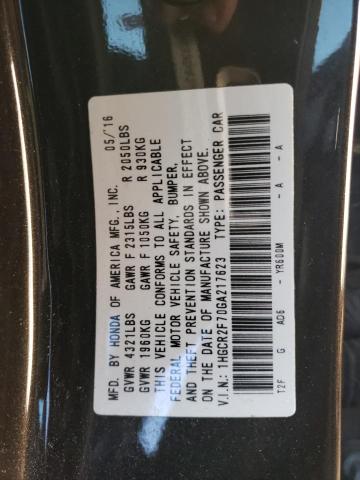 MFD. BY HONDA OF AMERICA MFG., INC. 05/'16
GVWR 4321LBS GAWR F 2315LBS R 2050LBS
GVWR 1960KG GAWR F 1050KG R 930KG
THIS VEHICLE CONFORMS TO ALL APPLICABLE
FEDERAL MOTOR VEHICLE SAFETY, BUMPER,
AND THEFT PREVENTION STANDARDS IN EFFECT
ON THE DATE OF MANUFACTURE SHOWN ABOVE.
V.I.N.: 1HGCR2F70GA217623 TYPE: PASSENGER CAR
T2F G AD6 - YR600M - A - A